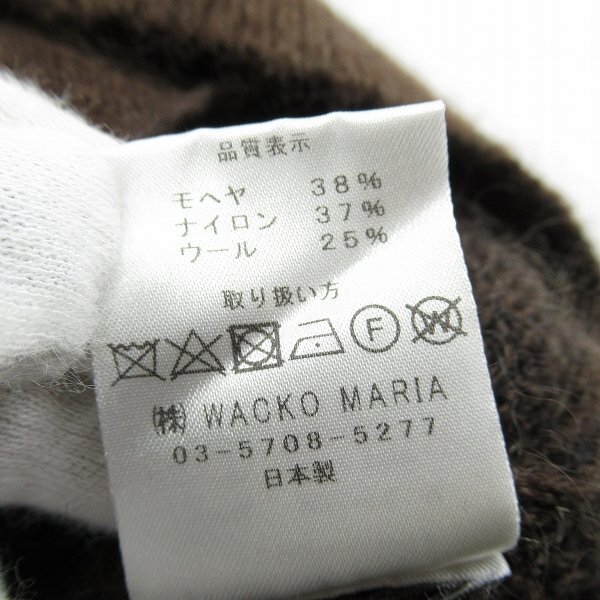 品質表示
モヘヤ 38%
ナイロン 37%
ウール 25%
取り扱い方
F W
㈱ WACKO MARIA
03-5708-5277
日本製